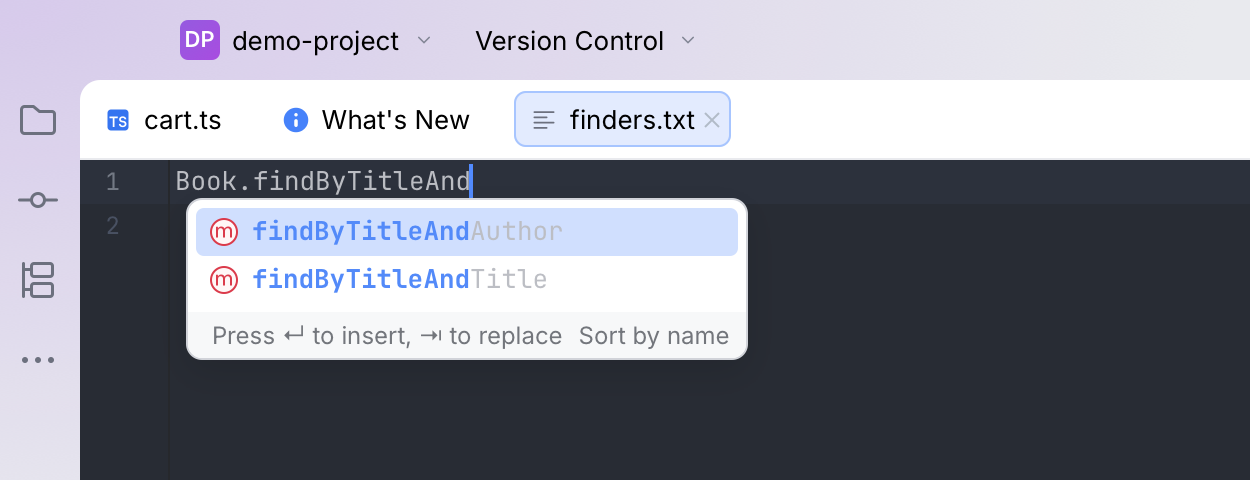 DP demo-project Version Control
cart.ts What's New finders.txt
1 Book.findByTitleAnd
2
m findByTitleAndAuthor
m findByTitleAndTitle
Press ↵ to insert, ⇥ to replace Sort by name